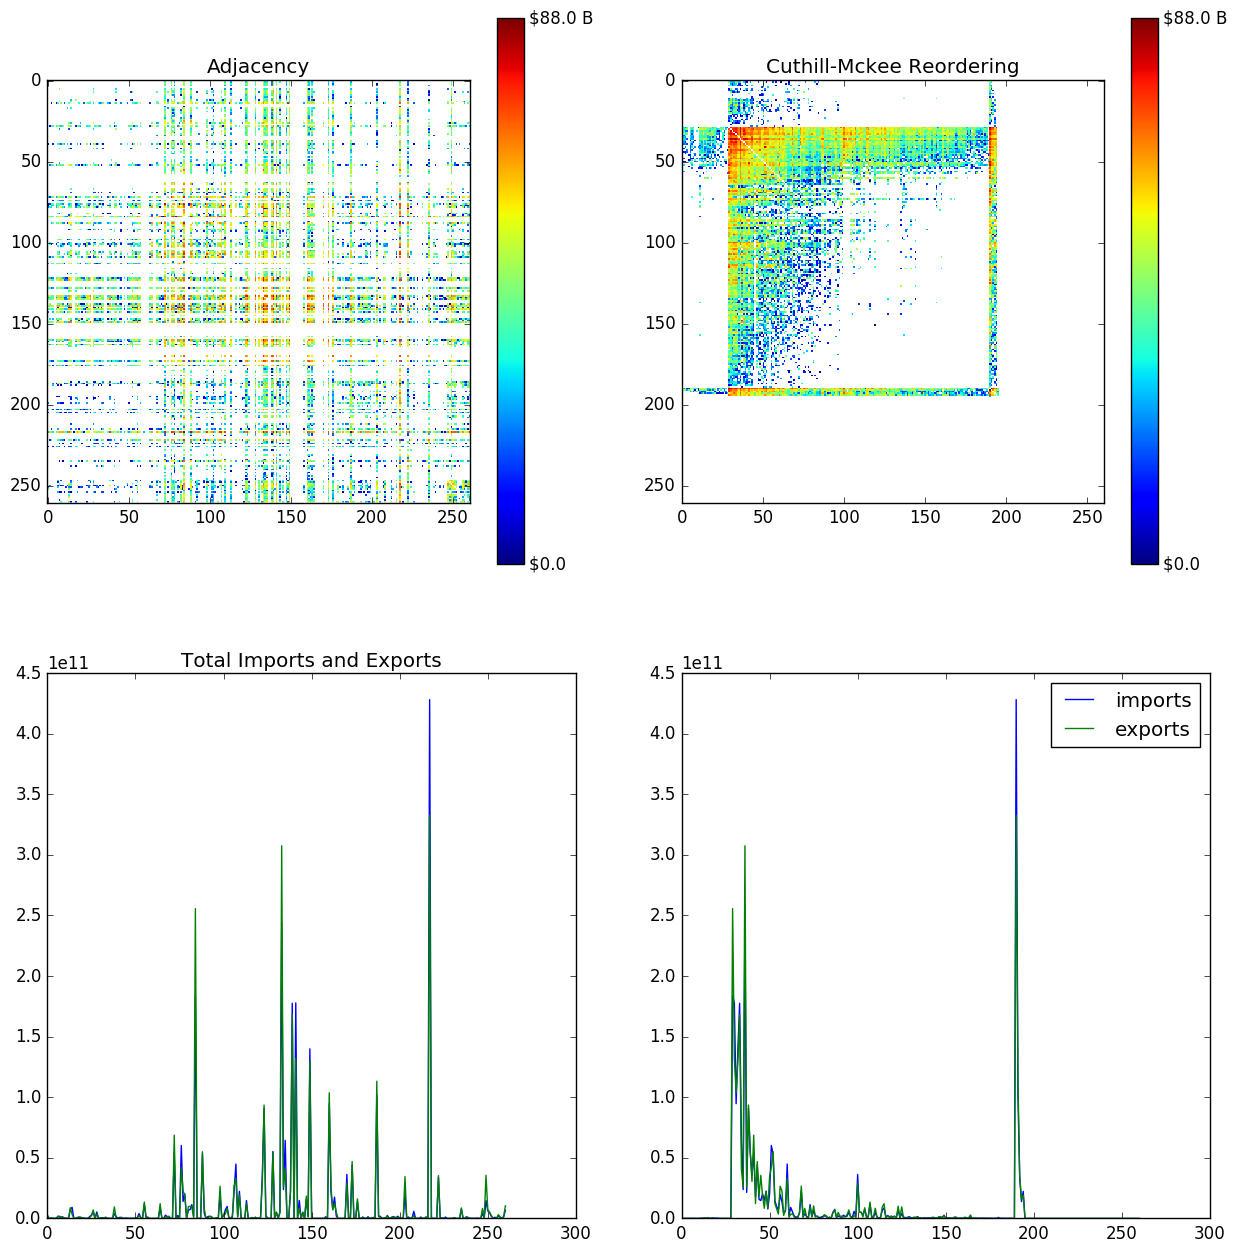 $88.0 B
$88.0 B
Adjacency
Cuthill-Mckee Reordering
0
50
100
150
200
250
0 50 100 150 200 250
$0.0
0
50
100
150
200
250
0 50 100 150 200 250
$0.0
Total Imports and Exports
1e11
4.5
4.0
3.5
3.0
2.5
2.0
1.5
1.0
0.5
0.0
0 50 100 150 200 250 300
1e11
4.5
4.0
3.5
3.0
2.5
2.0
1.5
1.0
0.5
0.0
0 50 100 150 200 250 300
imports
exports